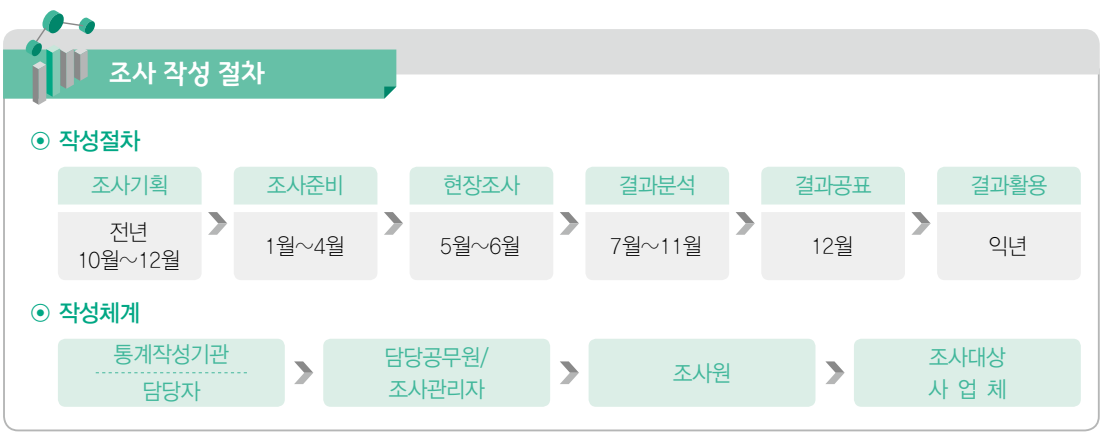 조사 작성 절차
⊙ 작성절차
조사기획
전년
10월~12월
조사준비
1월~4월
현장조사
5월~6월
결과분석
7월~11월
결과공표
12월
결과활용
익년
⊙ 작성체계
통계작성기관
담당자
담당공무원/
조사관리자
조사원
조사대상
사 업 체